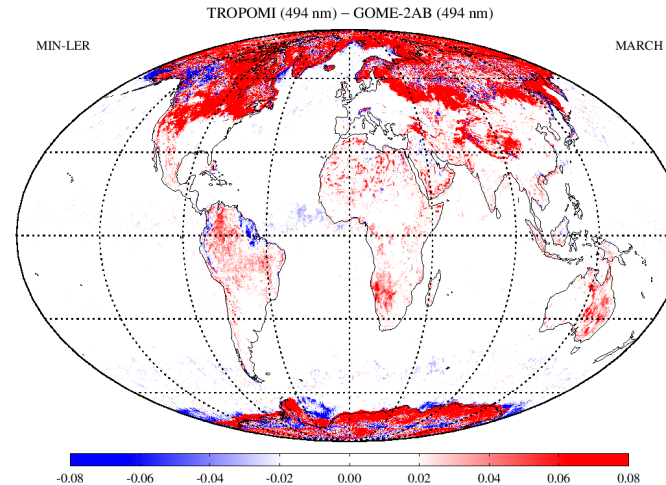 TROPOMI (494 nm) – GOME-2AB (494 nm)
MIN-LER
MARCH
-0.08 -0.06 -0.04 -0.02 0.00 0.02 0.04 0.06 0.08